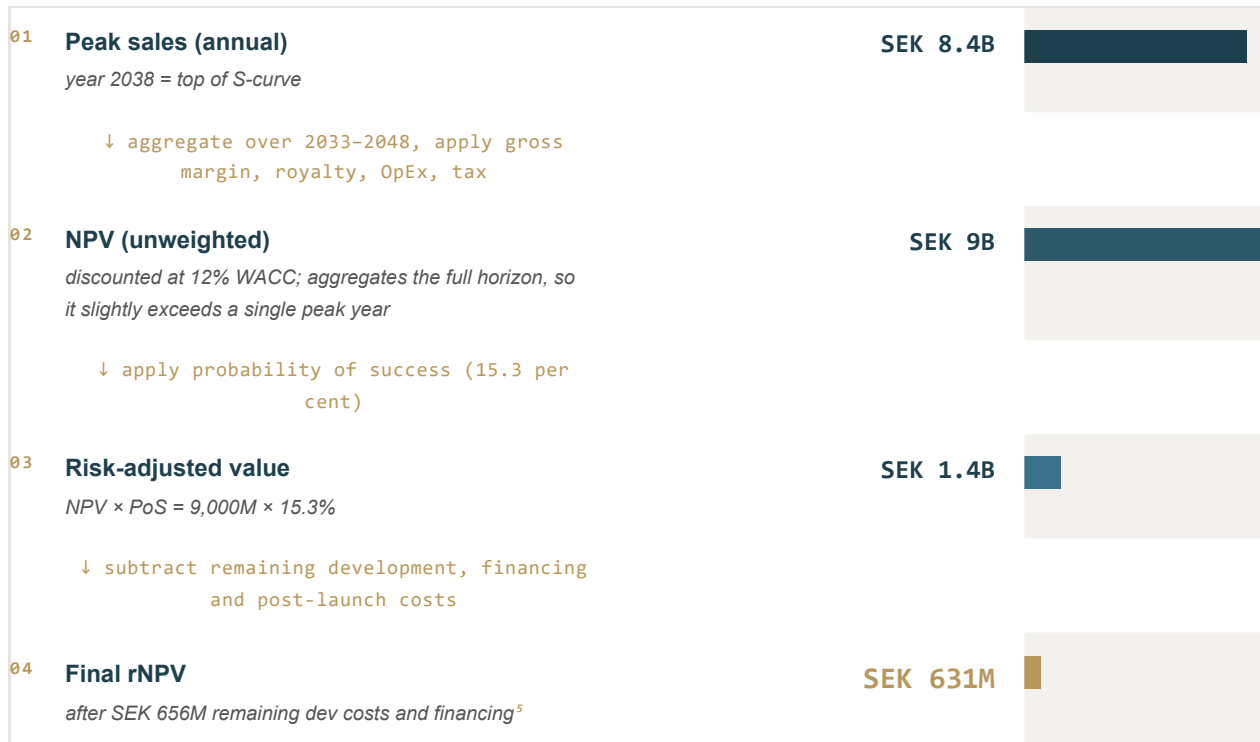 01
Peak sales (annual)
SEK 8.4B
year 2038 = top of S-curve
↓ aggregate over 2033–2048, apply gross
margin, royalty, OpEx, tax
02
NPV (unweighted)
SEK 9B
discounted at 12% WACC; aggregates the full horizon, so
it slightly exceeds a single peak year
↓ apply probability of success (15.3 per
cent)
03
Risk-adjusted value
SEK 1.4B
NPV × PoS = 9,000M × 15.3%
↓ subtract remaining development, financing
and post-launch costs
04
Final rNPV
SEK 631M
after SEK 656M remaining dev costs and financing⁵